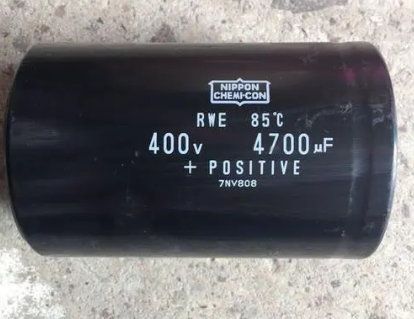 NIPPON
CHEMI-CON
RWE 85°C
400v 4700µF
+ POSITIVE
7NV808